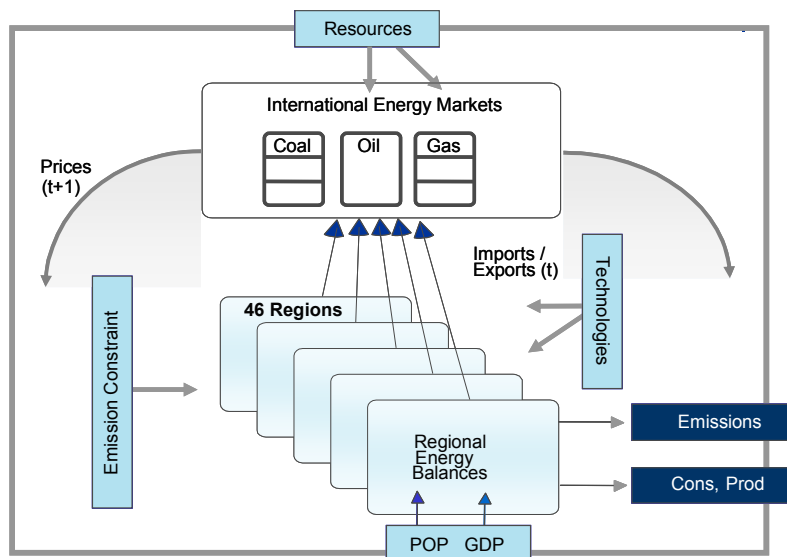 Resources
International Energy Markets
Coal
Oil
Gas
Prices
(t+1)
Imports /
Exports (t)
Technologies
46 Regions
Emission Constraint
Regional
Energy
Balances
Emissions
Cons, Prod
POP GDP